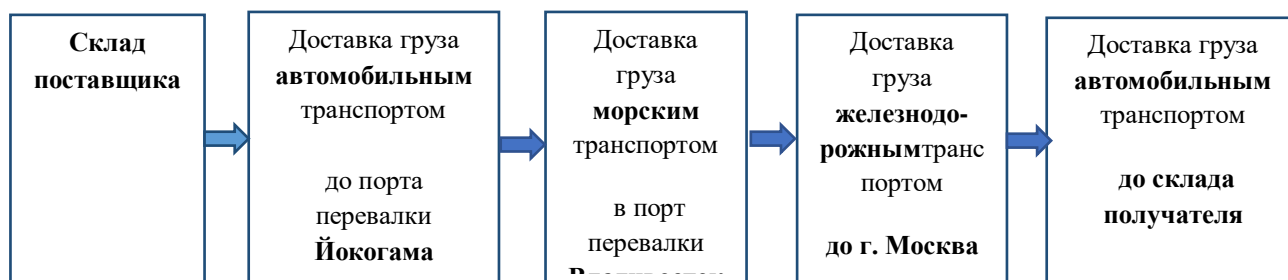 Склад
поставщика
Доставка груза
автомобильным
транспортом
до порта
перевалки
Йокогама
Доставка
груза
морским
транспортом
в порт
перевалки
Владивосток
Доставка
груза
железнодо-
рожнымтранс
портом
до г. Москва
Доставка груза
автомобильным
транспортом
до склада
получателя